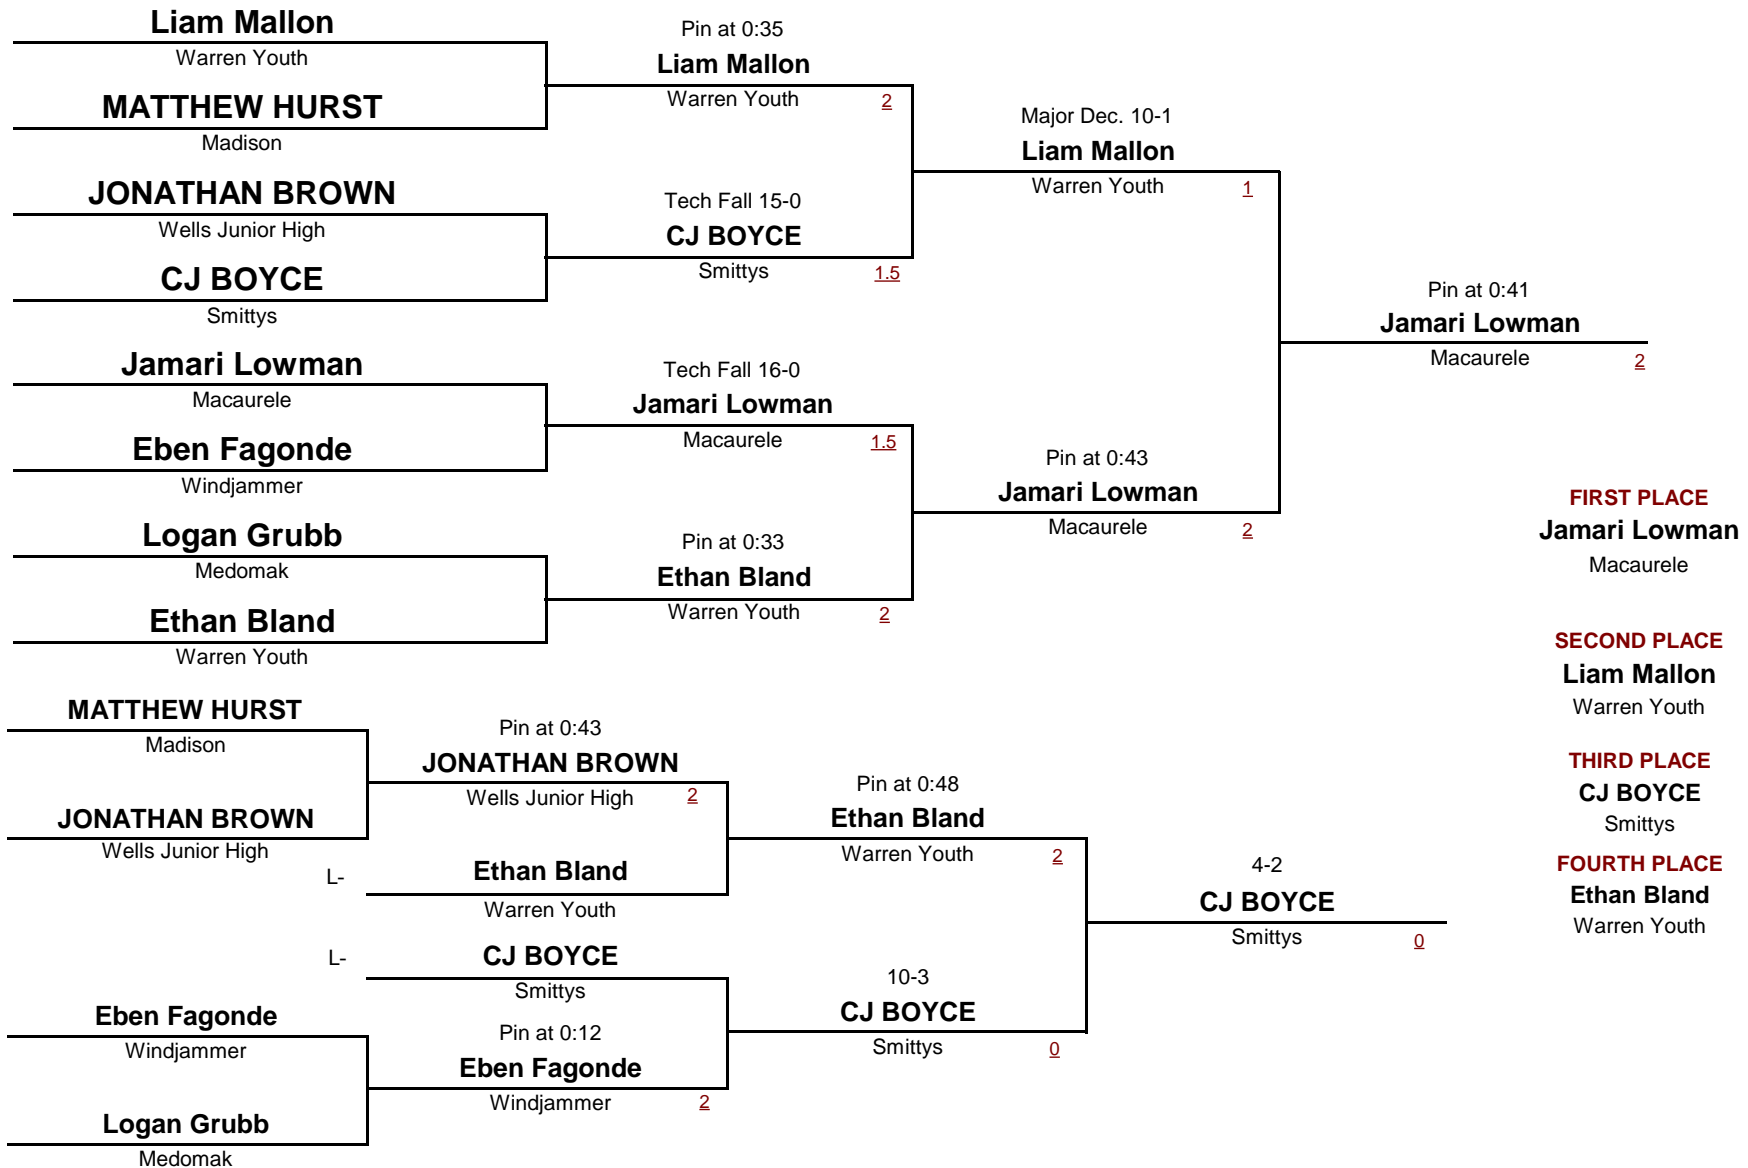 Liam Mallon
Warren Youth
MATTHEW HURST
Madison
JONATHAN BROWN
Wells Junior High
CJ BOYCE
Smittys
Jamari Lowman
Macaurele
Eben Fagonde
Windjammer
Logan Grubb
Medomak
Ethan Bland
Warren Youth
Pin at 0:35
Liam Mallon
Warren Youth 2
Tech Fall 15-0
CJ BOYCE
Smittys 1.5
Tech Fall 16-0
Jamari Lowman
Macaurele 1.5
Pin at 0:33
Ethan Bland
Warren Youth 2
Major Dec. 10-1
Liam Mallon
Warren Youth 1
Pin at 0:43
Jamari Lowman
Macaurele 2
Pin at 0:41
Jamari Lowman
Macaurele 2
FIRST PLACE
Jamari Lowman
Macaurele
SECOND PLACE
Liam Mallon
Warren Youth
THIRD PLACE
CJ BOYCE
Smittys
FOURTH PLACE
Ethan Bland
Warren Youth
MATTHEW HURST
Madison
JONATHAN BROWN
Wells Junior High
Eben Fagonde
Windjammer
Logan Grubb
Medomak
Pin at 0:43
JONATHAN BROWN
Wells Junior High 2
L- Ethan Bland
Warren Youth
L- CJ BOYCE
Smittys
Pin at 0:12
Eben Fagonde
Windjammer 2
Pin at 0:48
Ethan Bland
Warren Youth 2
10-3
CJ BOYCE
Smittys 0
4-2
CJ BOYCE
Smittys 0